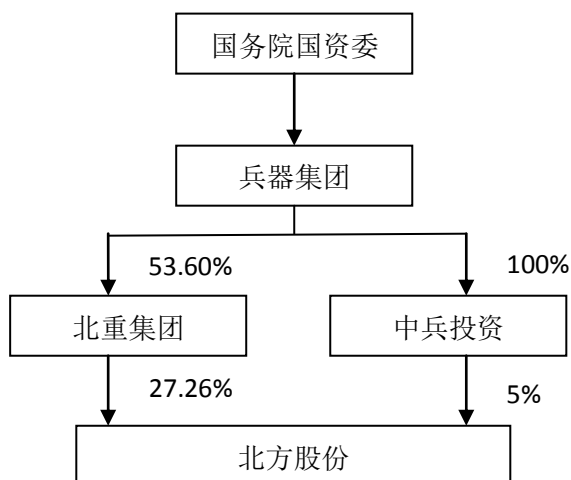 国务院国资委
兵器集团
53.60%
100%
北重集团
中兵投资
27.26%
5%
北方股份